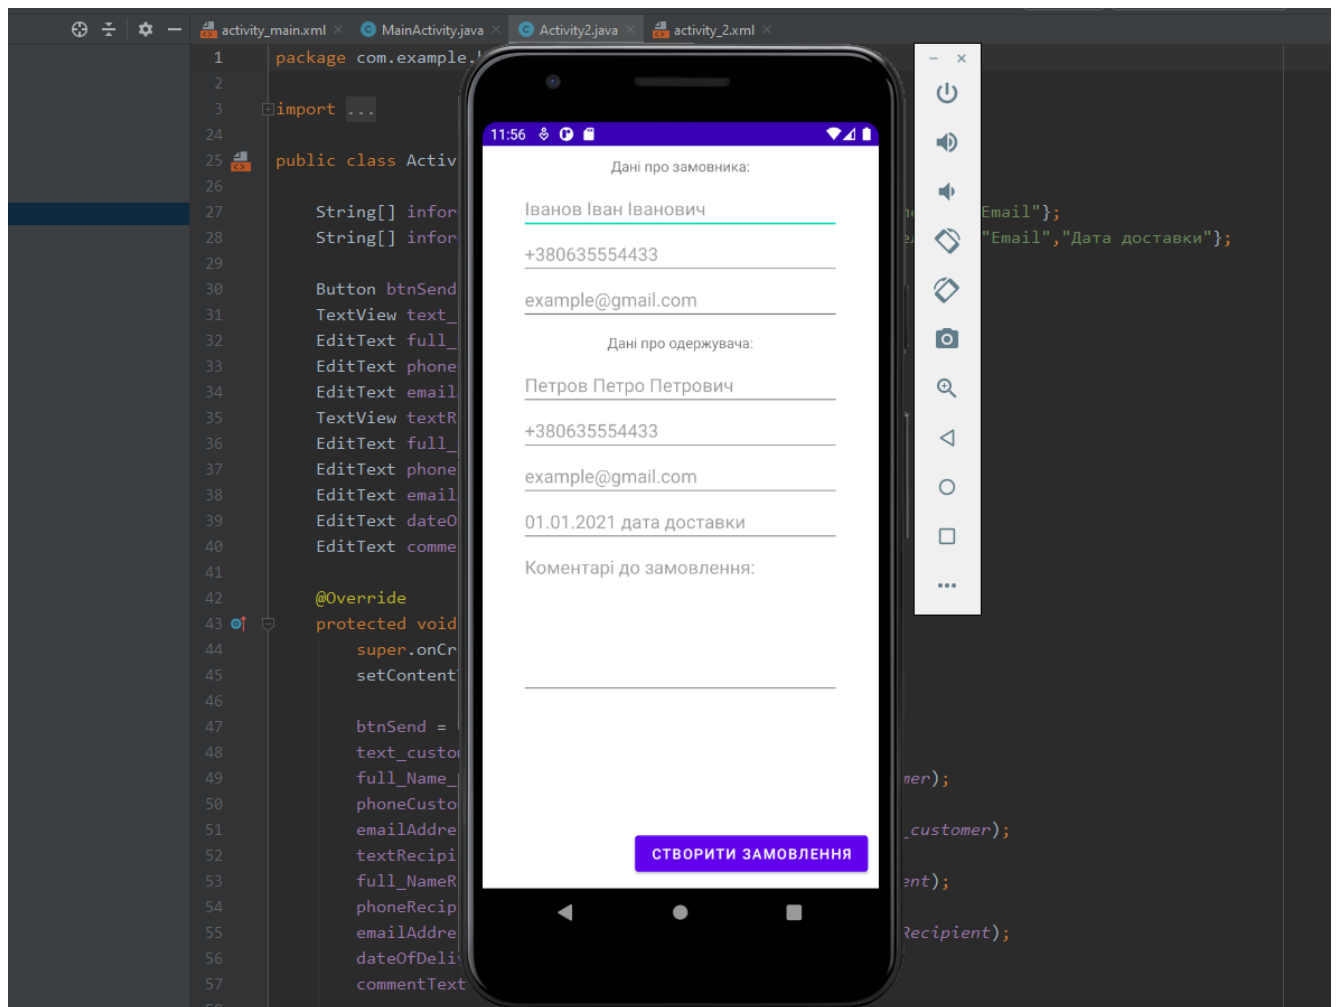 activity_main.xml MainActivity.java Activity2.java activity_2.xml
1 package com.example.
2
3 import ...
24
25 public class Activ
26
27 String[] infor Email"};
28 String[] infor "Email","Дата доставки"};
29
30 Button btnSend
31 TextView text_
32 EditText full_
33 EditText phone
34 EditText email
35 TextView textR
36 EditText full_
37 EditText phone
38 EditText email
39 EditText dateO
40 EditText comme
41
42 @Override
43 protected void
44 super.onCr
45 setContent
46
47 btnSend =
48 text_custo
49 full_Name_ mer);
50 phoneCusto
51 emailAddre _customer);
52 textRecipi
53 full_NameR ent);
54 phoneRecip
55 emailAddre Recipient);
56 dateOfDeli
57 commentText
11:56
Дані про замовника:
Іванов Іван Іванович
+380635554433
example@gmail.com
Дані про одержувача:
Петров Петро Петрович
+380635554433
example@gmail.com
01.01.2021 дата доставки
Коментарі до замовлення:
СТВОРИТИ ЗАМОВЛЕННЯ